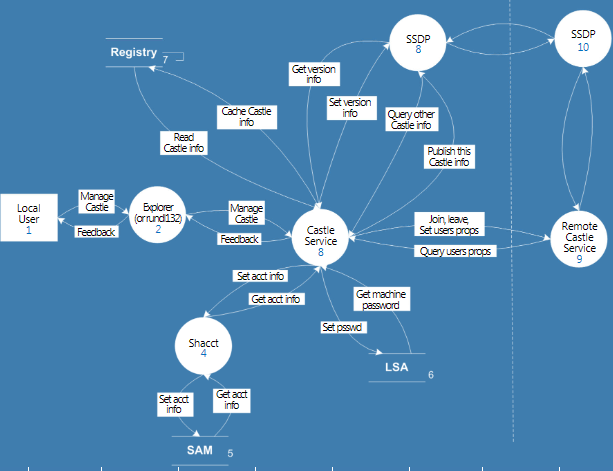 SSDP
8
SSDP
10
Registry
7
Get version
info
Set version
info
Cache Castle
info
Query other
Castle info
Read
Castle info
Publish this
Castle info
Local
User
1
Manage
Castle
Feedback
Explorer
(or rundl132)
2
Manage
Castle
Feedback
Castle
Service
8
Join, leave,
Set users props
Query users props
Remote
Castle
Service
9
Set acct info
Get acct info
Get machine
password
Set psswd
Shacct
4
LSA
6
Set acct
info
Get acct
info
SAM
5